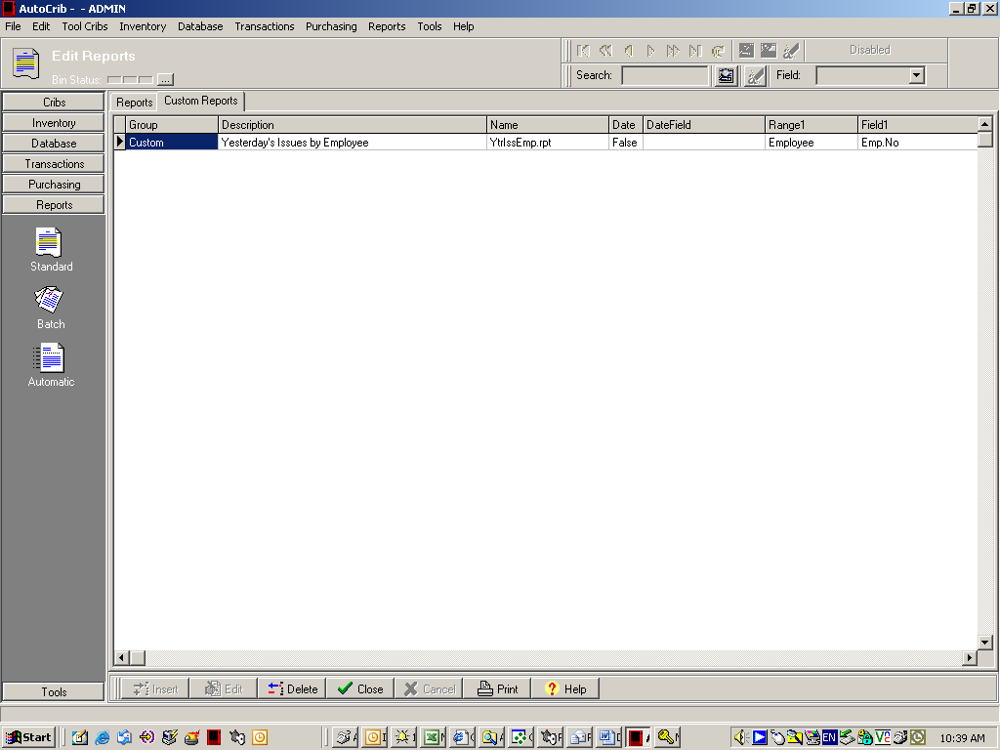 AutoCrib - - ADMIN
File Edit Tool Cribs Inventory Database Transactions Purchasing Reports Tools Help
Edit Reports
Bin Status:
...
Disabled
Search:
Field:
Cribs
Inventory
Database
Transactions
Purchasing
Reports
Standard
Batch
Automatic
Tools
Reports Custom Reports
Group Description Name Date DateField Range1 Field1
Custom Yesterday's Issues by Employee YtrIssEmp.rpt False Employee Emp.No
Insert Edit Delete Close Cancel Print Help
Start
EN
10:39 AM